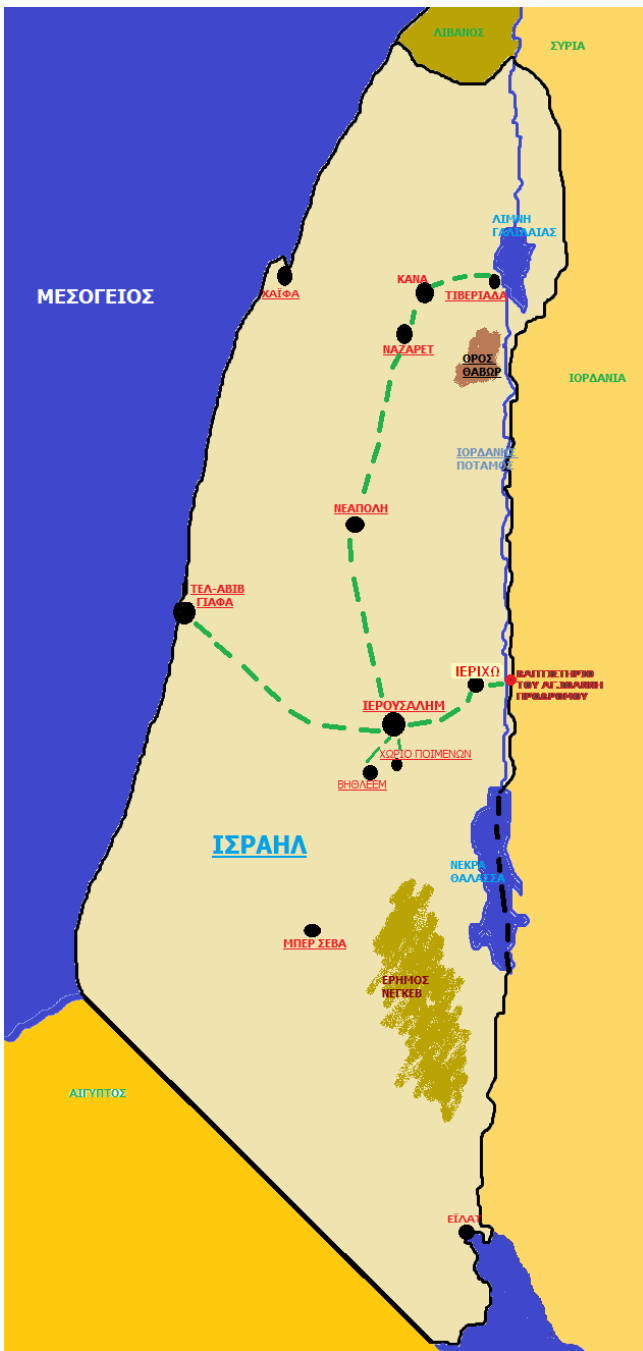 ΛΙΒΑΝΟΣ
ΣΥΡΙΑ
ΛΙΜΝΗ
ΓΑΛΙΛΑΙΑΣ
ΜΕΣΟΓΕΙΟΣ
ΧΑΪΦΑ
ΚΑΝΑ
ΤΙΒΕΡΙΑΔΑ
ΝΑΖΑΡΕΤ
ΟΡΟΣ
ΘΑΒΩΡ
ΙΟΡΔΑΝΙΑ
ΙΟΡΔΑΝΗΣ
ΠΟΤΑΜΟΣ
ΝΕΑΠΟΛΗ
ΤΕΛ-ΑΒΙΒ
ΓΙΑΦΑ
ΙΕΡΙΧΩ
ΒΑΠΤΙΣΤΗΡΙΟ
ΤΟΥ ΑΓ.ΙΩΑΝΝΗ
ΠΡΟΔΡΟΜΟΥ
ΙΕΡΟΥΣΑΛΗΜ
ΧΩΡΙΟ ΠΟΙΜΕΝΩΝ
ΒΗΘΛΕΕΜ
ΙΣΡΑΗΛ
ΝΕΚΡΑ
ΘΑΛΑΣΣΑ
ΜΠΕΡ ΣΕΒΑ
ΕΡΗΜΟΣ
ΝΕΓΚΕΒ
ΑΙΓΥΠΤΟΣ
ΕΪΛΑΤ